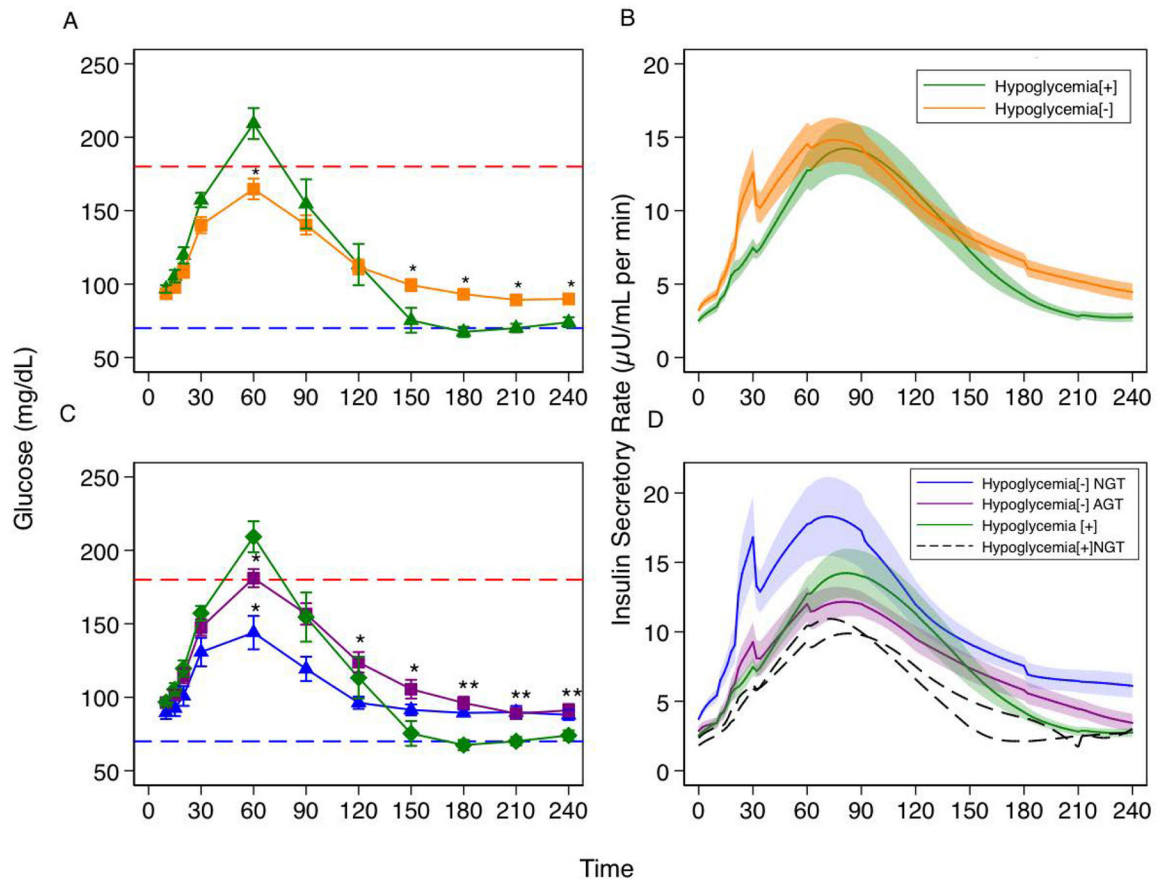 A
250
200
150
100
50
*
*
*
*
*
0 30 60 90 120 150 180 210 240
B
20
15
10
5
0
Hypoglycemia[+]
Hypoglycemia[-]
0 30 60 90 120 150 180 210 240
Glucose (mg/dL)
Insulin Secretory Rate (µU/mL per min)
C
250
200
150
100
50
*
*
*
*
**
**
**
0 30 60 90 120 150 180 210 240
D
20
15
10
5
0
Hypoglycemia[-] NGT
Hypoglycemia[-] AGT
Hypoglycemia [+]
Hypoglycemia[+]NGT
0 30 60 90 120 150 180 210 240
Time